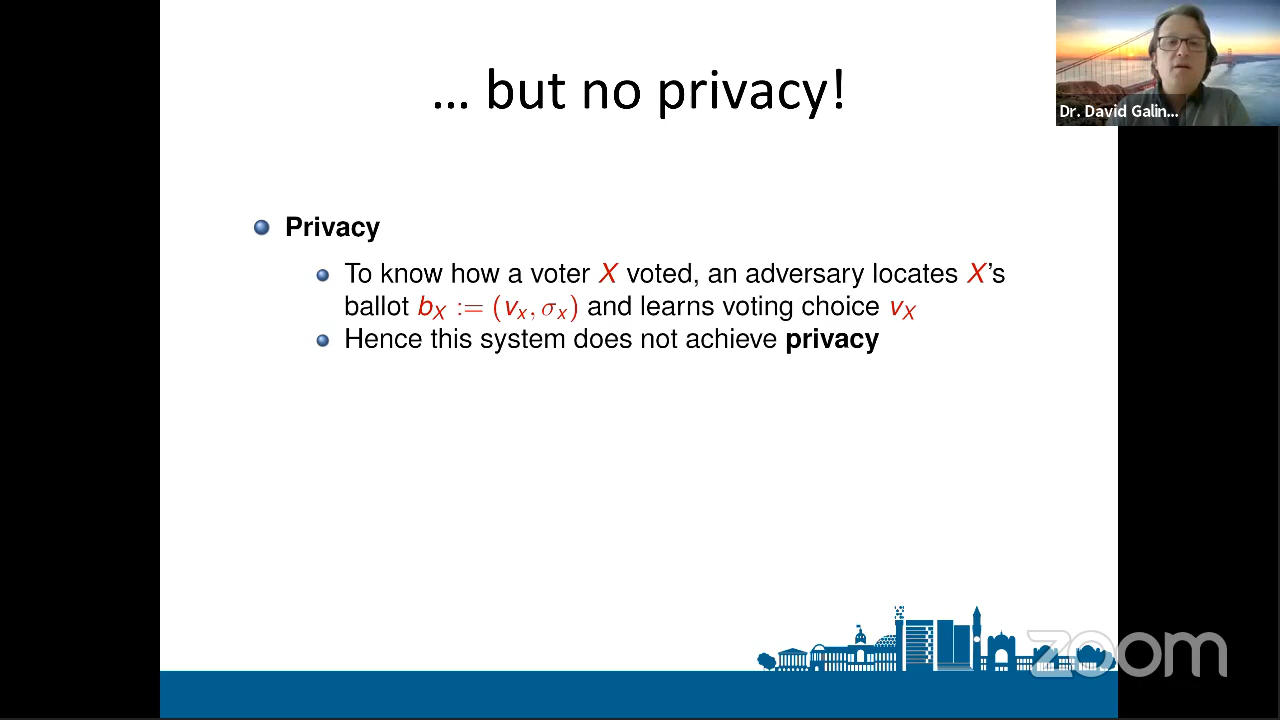 ... but no privacy!
Dr. David Galin...
Privacy
To know how a voter X voted, an adversary locates X's
ballot b_X := (v_x, σ_x) and learns voting choice v_X
Hence this system does not achieve privacy
zoom